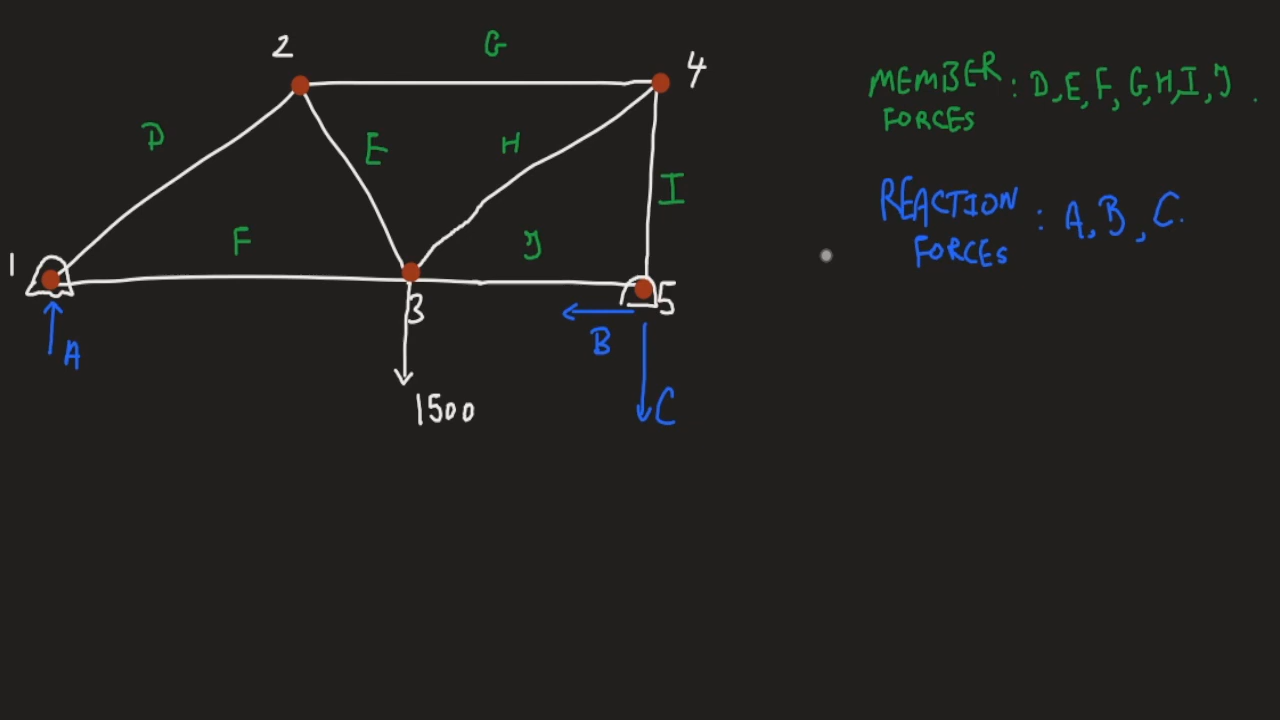 2
G
4
MEMBER : D, E, F, G, H, I, J .
FORCES
D
E
H
I
REACTION : A, B, C.
FORCES
F
J
1
3
5
A
B
C
1500